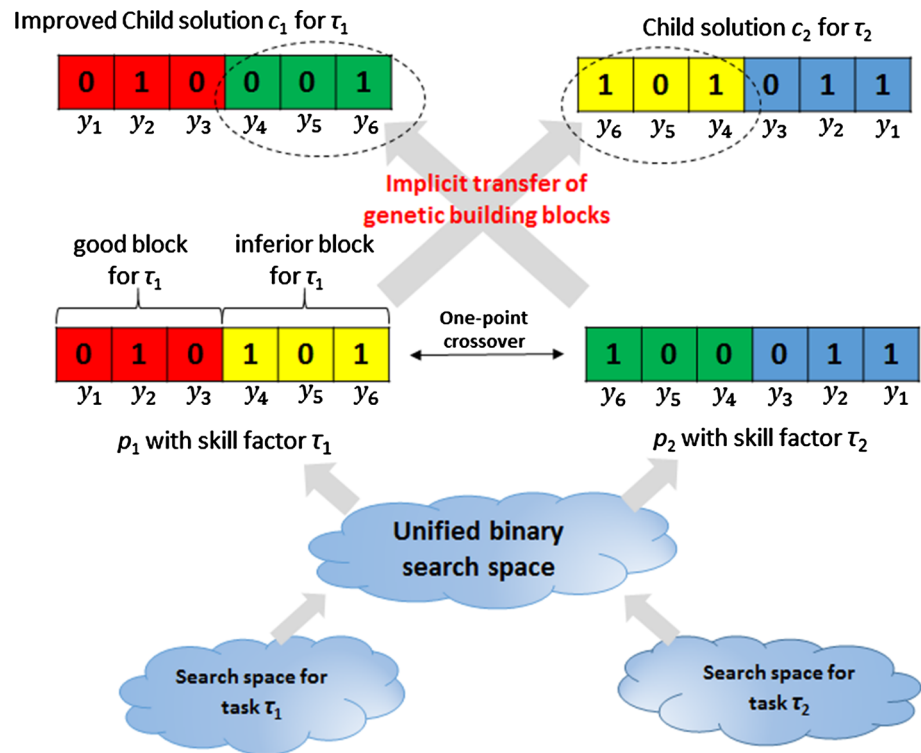 Improved Child solution c₁ for τ₁
Child solution c₂ for τ₂
0 1 0 0 0 1
y₁ y₂ y₃ y₄ y₅ y₆
1 0 1 0 1 1
y₆ y₅ y₄ y₃ y₂ y₁
Implicit transfer of
genetic building blocks
good block
for τ₁
inferior block
for τ₁
One-point
crossover
0 1 0 1 0 1
y₁ y₂ y₃ y₄ y₅ y₆
1 0 0 0 1 1
y₆ y₅ y₄ y₃ y₂ y₁
p₁ with skill factor τ₁
p₂ with skill factor τ₂
Unified binary
search space
Search space for
task τ₁
Search space for
task τ₂